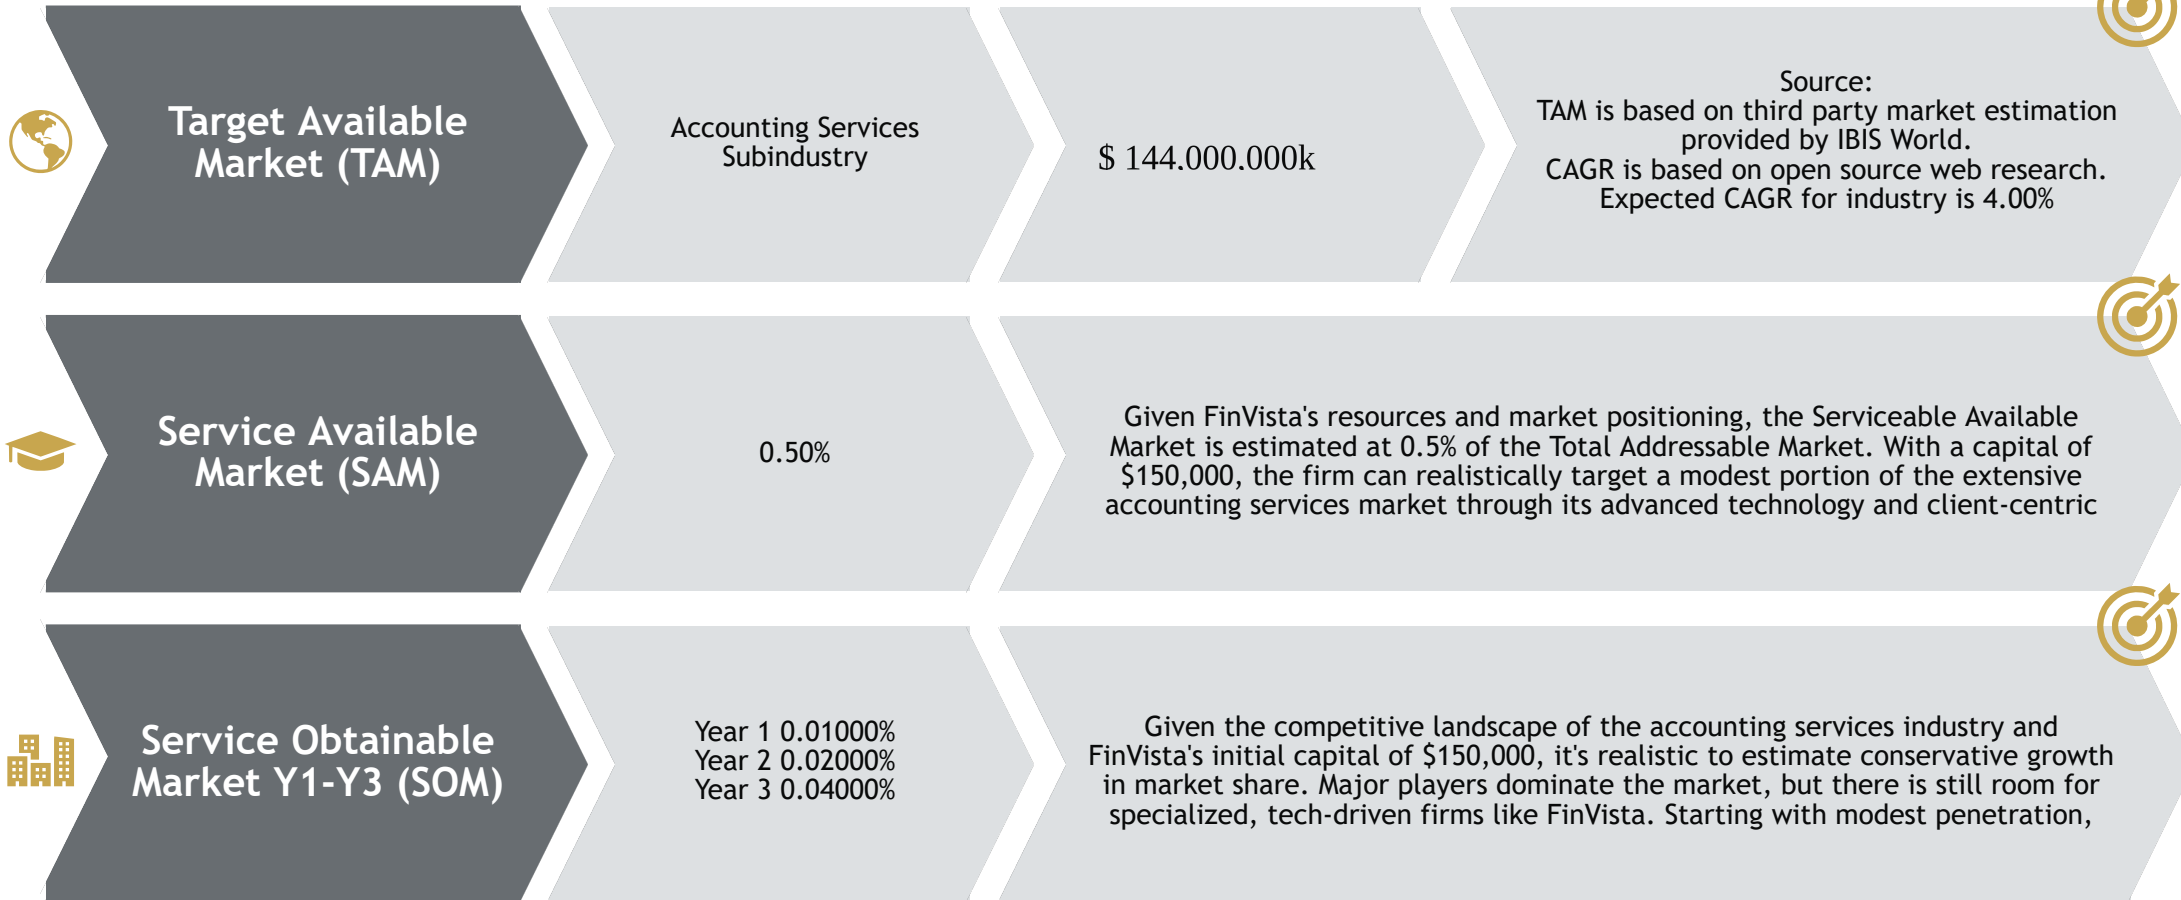 Target Available
Market (TAM)
Accounting Services
Subindustry
$ 144.000.000k
Source:
TAM is based on third party market estimation
provided by IBIS World.
CAGR is based on open source web research.
Expected CAGR for industry is 4.00%
Service Available
Market (SAM)
0.50%
Given FinVista's resources and market positioning, the Serviceable Available
Market is estimated at 0.5% of the Total Addressable Market. With a capital of
$150,000, the firm can realistically target a modest portion of the extensive
accounting services market through its advanced technology and client-centric
Service Obtainable
Market Y1-Y3 (SOM)
Year 1 0.01000%
Year 2 0.02000%
Year 3 0.04000%
Given the competitive landscape of the accounting services industry and
FinVista's initial capital of $150,000, it's realistic to estimate conservative growth
in market share. Major players dominate the market, but there is still room for
specialized, tech-driven firms like FinVista. Starting with modest penetration,